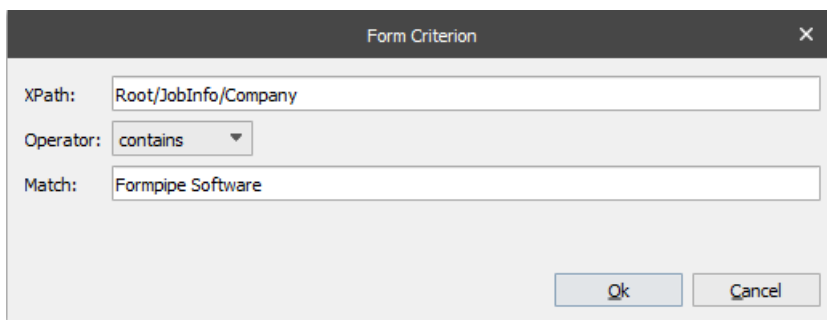 Form Criterion
XPath: Root/JobInfo/Company
Operator: contains
Match: Formpipe Software
Ok Cancel